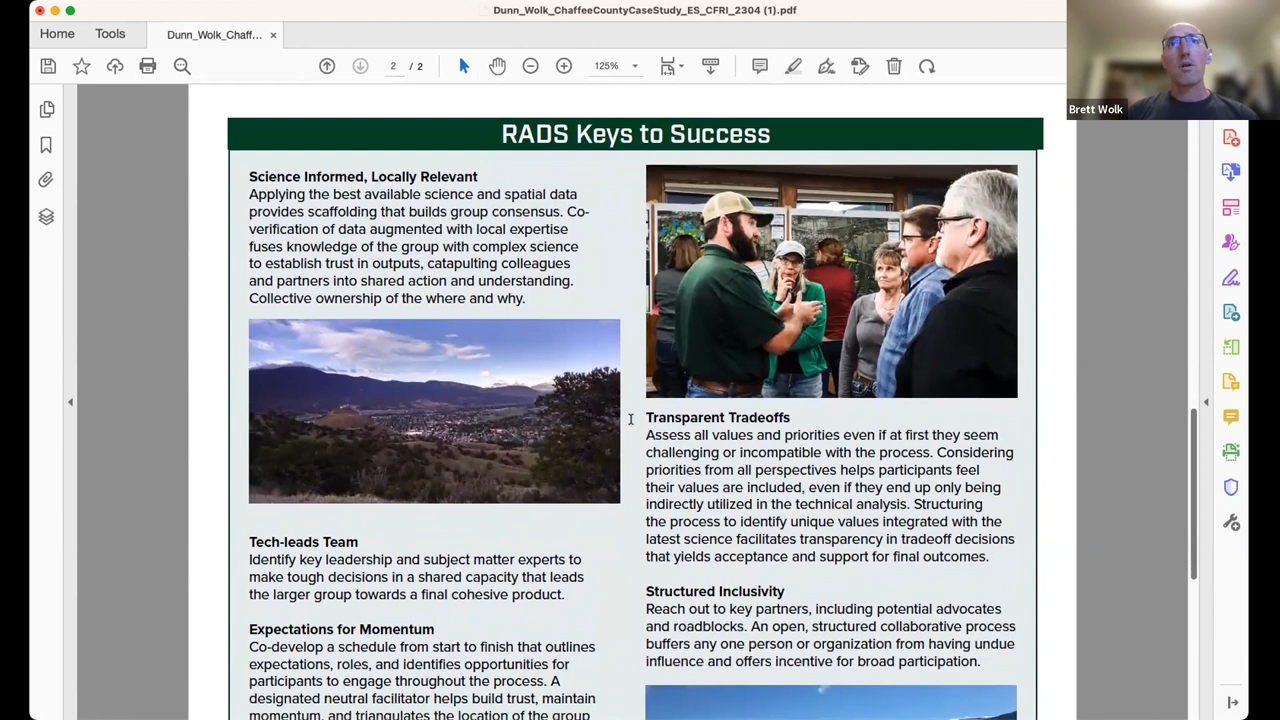 Dunn_Wolk_ChaffeeCountyCaseStudy_ES_CFRI_2304 (1).pdf
Home
Tools
Dunn_Wolk_Chaff...
×
2
/ 2
125%
Brett Wolk
RADS Keys to Success
Science Informed, Locally Relevant
Applying the best available science and spatial data
provides scaffolding that builds group consensus. Co-
verification of data augmented with local expertise
fuses knowledge of the group with complex science
to establish trust in outputs, catapulting colleagues
and partners into shared action and understanding.
Collective ownership of the where and why.
Tech-leads Team
Identify key leadership and subject matter experts to
make tough decisions in a shared capacity that leads
the larger group towards a final cohesive product.
Expectations for Momentum
Co-develop a schedule from start to finish that outlines
expectations, roles, and identifies opportunities for
participants to engage throughout the process. A
designated neutral facilitator helps build trust, maintain
momentum, and triangulates the location of the group
Transparent Tradeoffs
Assess all values and priorities even if at first they seem
challenging or incompatible with the process. Considering
priorities from all perspectives helps participants feel
their values are included, even if they end up only being
indirectly utilized in the technical analysis. Structuring
the process to identify unique values integrated with the
latest science facilitates transparency in tradeoff decisions
that yields acceptance and support for final outcomes.
Structured Inclusivity
Reach out to key partners, including potential advocates
and roadblocks. An open, structured collaborative process
buffers any one person or organization from having undue
influence and offers incentive for broad participation.